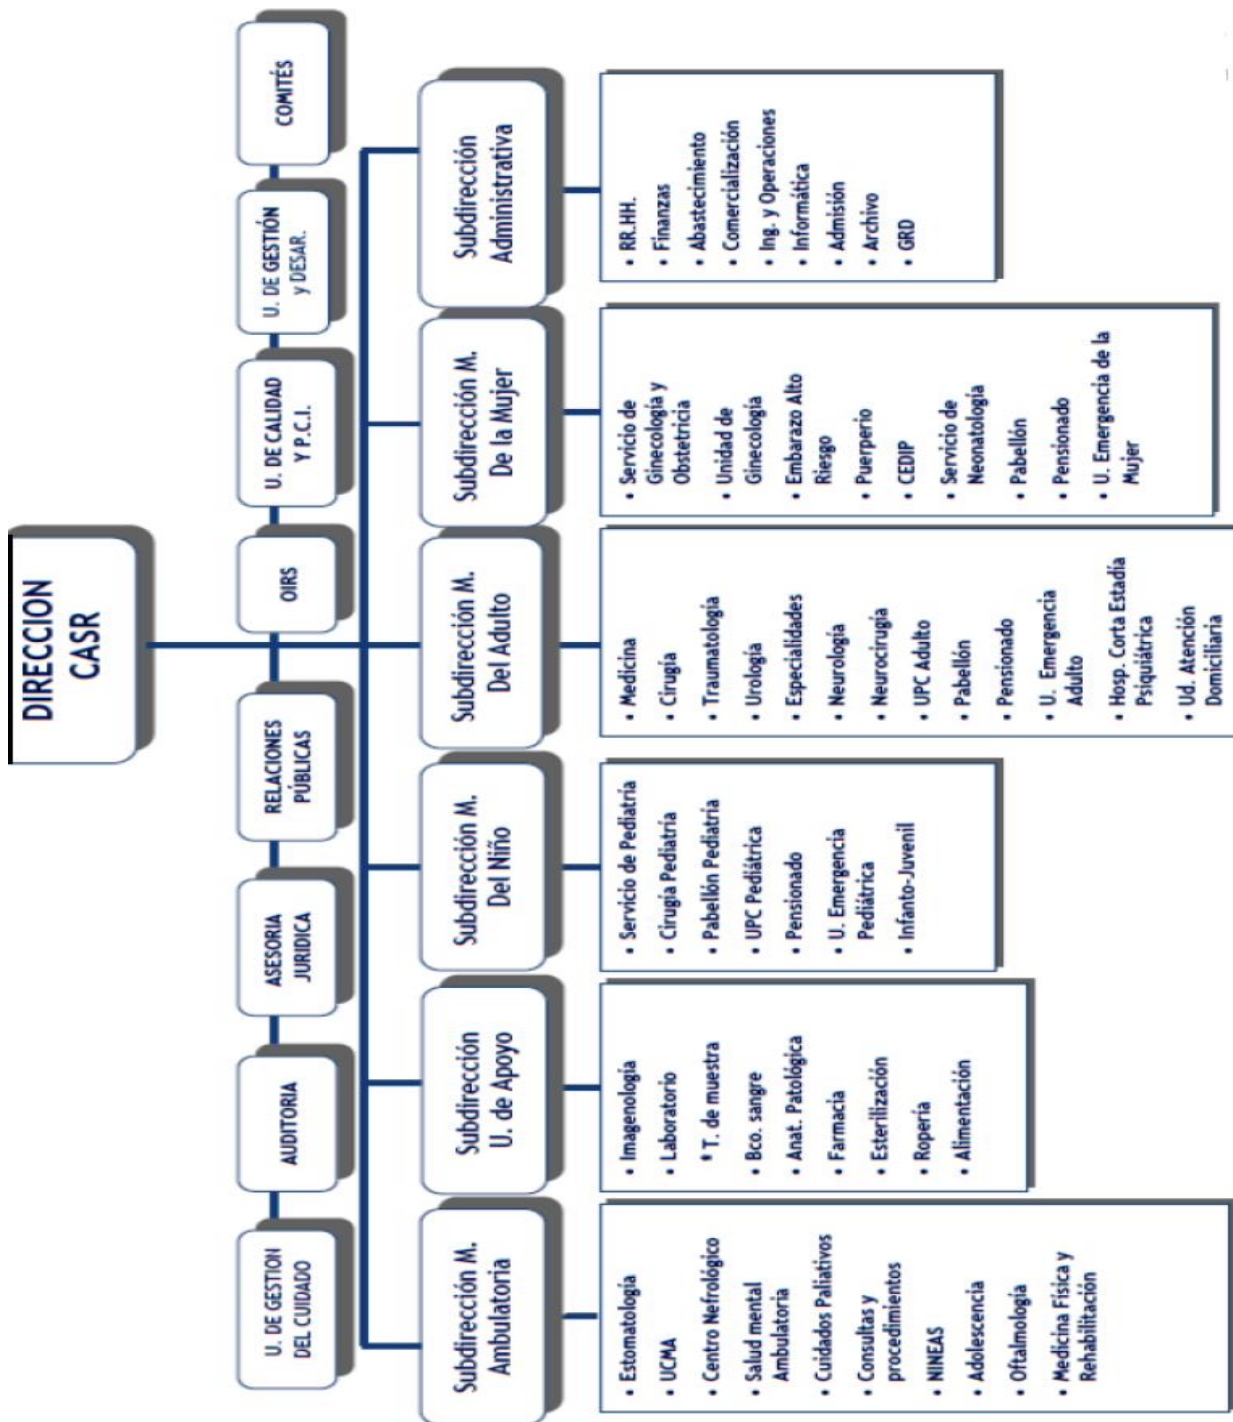 DIRECCION
CASR
U. DE GESTION
DEL CUIDADO
AUDITORIA
ASESORIA
JURIDICA
RELACIONES
PÚBLICAS
OIRS
U. DE CALIDAD
Y P.C.I.
U. DE GESTIÓN
y DESAR.
COMITÉS
Subdirección M.
Ambulatoria
Subdirección
U. de Apoyo
Subdirección M.
Del Niño
Subdirección M.
Del Adulto
Subdirección M.
De la Mujer
Subdirección
Administrativa
• Estomatología
• UCMA
• Centro Nefrológico
• Salud mental
Ambulatoria
• Cuidados Paliativos
• Consultas y
procedimientos
• NINEAS
• Adolescencia
• Oftalmología
• Medicina Física y
Rehabilitación
• Imagenología
• Laboratorio
* T. de muestra
• Bco. sangre
• Anat. Patológica
• Farmacia
• Esterilización
• Ropería
• Alimentación
• Servicio de Pediatría
• Cirugía Pediatría
• Pabellón Pediatría
• UPC Pediátrica
• Pensionado
• U. Emergencia
Pediátrica
• Infanto-Juvenil
• Medicina
• Cirugía
• Traumatología
• Urología
• Especialidades
• Neurología
• Neurocirugía
• UPC Adulto
• Pabellón
• Pensionado
• U. Emergencia
Adulto
• Hosp. Corta Estadía
Psiquiátrica
• Ud. Atención
Domiciliaria
• Servicio de
Ginecología y
Obstetricia
• Unidad de
Ginecología
• Embarazo Alto
Riesgo
• Puerperio
• CEDIP
• Servicio de
Neonatología
• Pabellón
• Pensionado
• U. Emergencia de la
Mujer
• RR.HH.
• Finanzas
• Abastecimiento
• Comercialización
• Ing. y Operaciones
• Informática
• Admisión
• Archivo
• GRD